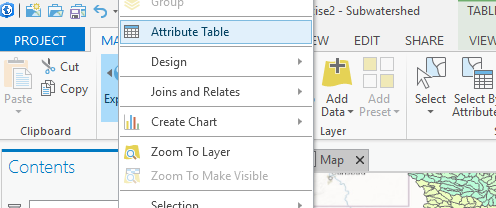 Group
ise2 - Subwatershed
TABLE
PROJECT
MA
VIEW
EDIT
SHARE
VIEW
Attribute Table
Paste
Cut
Copy
Exp
Clipboard
Design
Joins and Relates
Create Chart
Zoom To Layer
Zoom To Make Visible
Selection
Add
Data
Add
Preset
Layer
Select
Select By
Attribute
Contents
Map